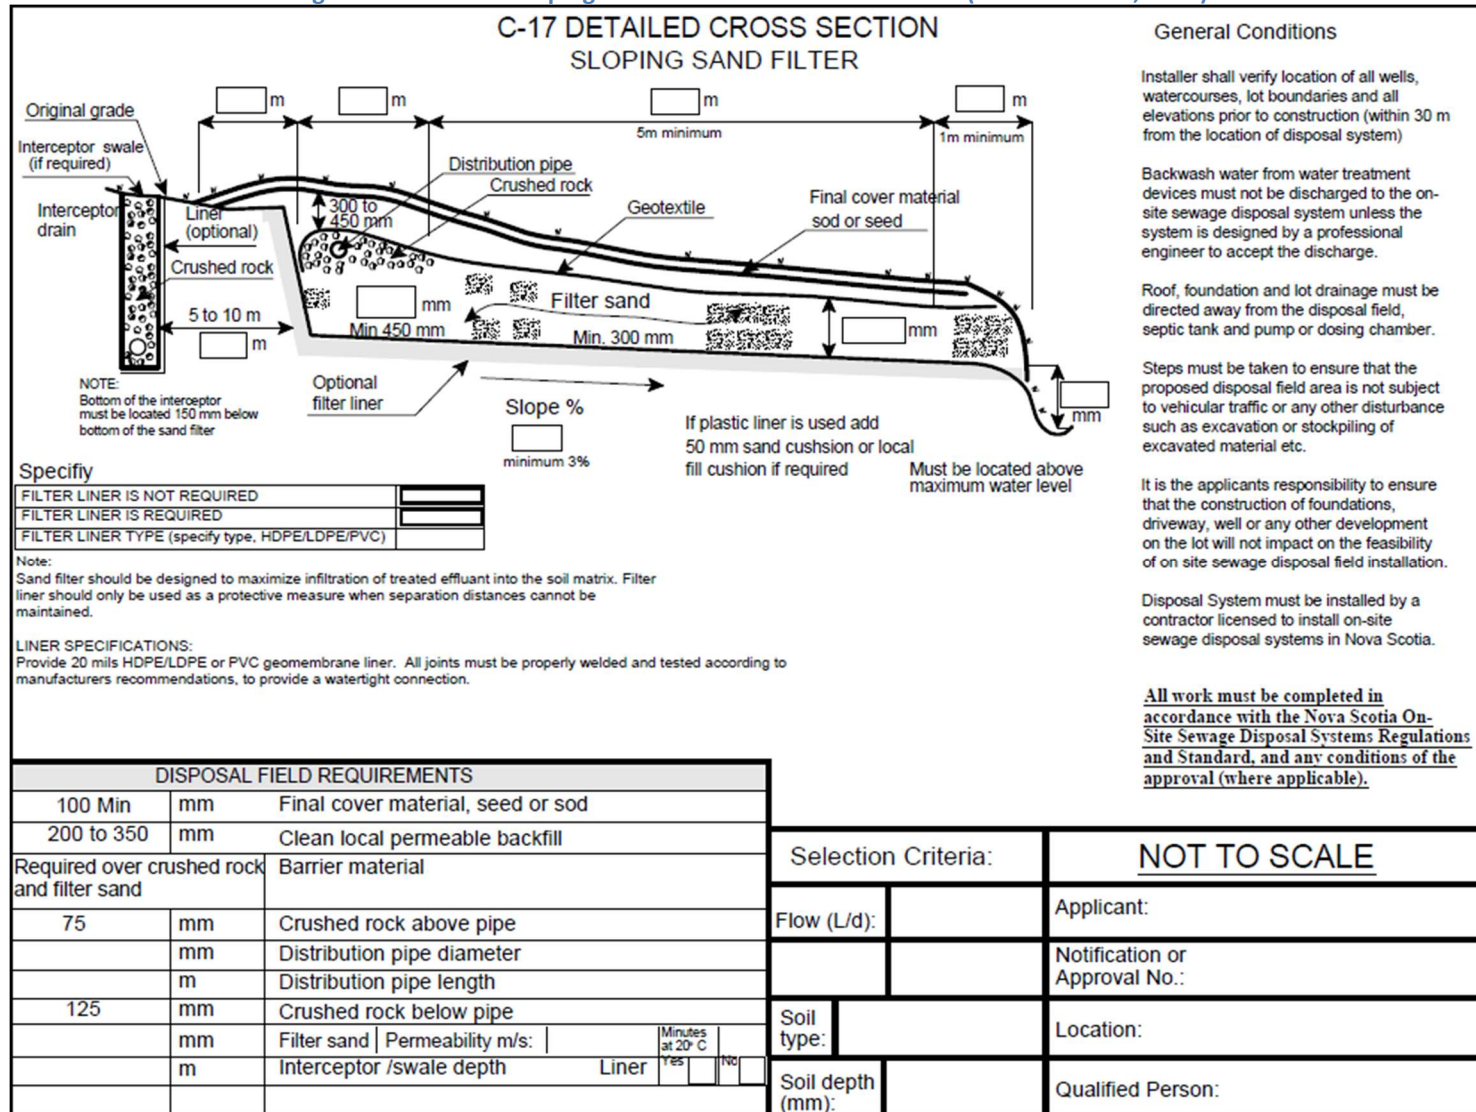 C-17 DETAILED CROSS SECTION
SLOPING SAND FILTER
m
m
m
m
5m minimum
1m minimum
Original grade
Interceptor swale
(if required)
Interceptor
drain
Liner
(optional)
Crushed rock
5 to 10 m
m
Distribution pipe
Crushed rock
300 to
450 mm
Geotextile
Final cover material
sod or seed
mm
Min 450 mm
Filter sand
Min. 300 mm
mm
mm
NOTE:
Bottom of the interceptor
must be located 150 mm below
bottom of the sand filter
Optional
filter liner
Slope %
minimum 3%
If plastic liner is used add
50 mm sand cushsion or local
fill cushion if required
Must be located above
maximum water level
Specifiy
FILTER LINER IS NOT REQUIRED
FILTER LINER IS REQUIRED
FILTER LINER TYPE (specify type, HDPE/LDPE/PVC)
Note:
Sand filter should be designed to maximize infiltration of treated effluant into the soil matrix. Filter
liner should only be used as a protective measure when separation distances cannot be
maintained.
LINER SPECIFICATIONS:
Provide 20 mils HDPE/LDPE or PVC geomembrane liner. All joints must be properly welded and tested according to
manufacturers recommendations, to provide a watertight connection.
General Conditions
Installer shall verify location of all wells,
watercourses, lot boundaries and all
elevations prior to construction (within 30 m
from the location of disposal system)
Backwash water from water treatment
devices must not be discharged to the on-
site sewage disposal system unless the
system is designed by a professional
engineer to accept the discharge.
Roof, foundation and lot drainage must be
directed away from the disposal field,
septic tank and pump or dosing chamber.
Steps must be taken to ensure that the
proposed disposal field area is not subject
to vehicular traffic or any other disturbance
such as excavation or stockpiling of
excavated material etc.
It is the applicants responsibility to ensure
that the construction of foundations,
driveway, well or any other development
on the lot will not impact on the feasibility
of on site sewage disposal field installation.
Disposal System must be installed by a
contractor licensed to install on-site
sewage disposal systems in Nova Scotia.
All work must be completed in
accordance with the Nova Scotia On-
Site Sewage Disposal Systems Regulations
and Standard, and any conditions of the
approval (where applicable).
DISPOSAL FIELD REQUIREMENTS
100 Min mm Final cover material, seed or sod
200 to 350 mm Clean local permeable backfill
Required over crushed rock Barrier material
and filter sand
75 mm Crushed rock above pipe
mm Distribution pipe diameter
m Distribution pipe length
125 mm Crushed rock below pipe
mm Filter sand Permeability m/s: Minutes
at 20° C
m Interceptor /swale depth Liner Yes No
Selection Criteria:
Flow (L/d):
Soil
type:
Soil depth
(mm):
NOT TO SCALE
Applicant:
Notification or
Approval No.:
Location:
Qualified Person: